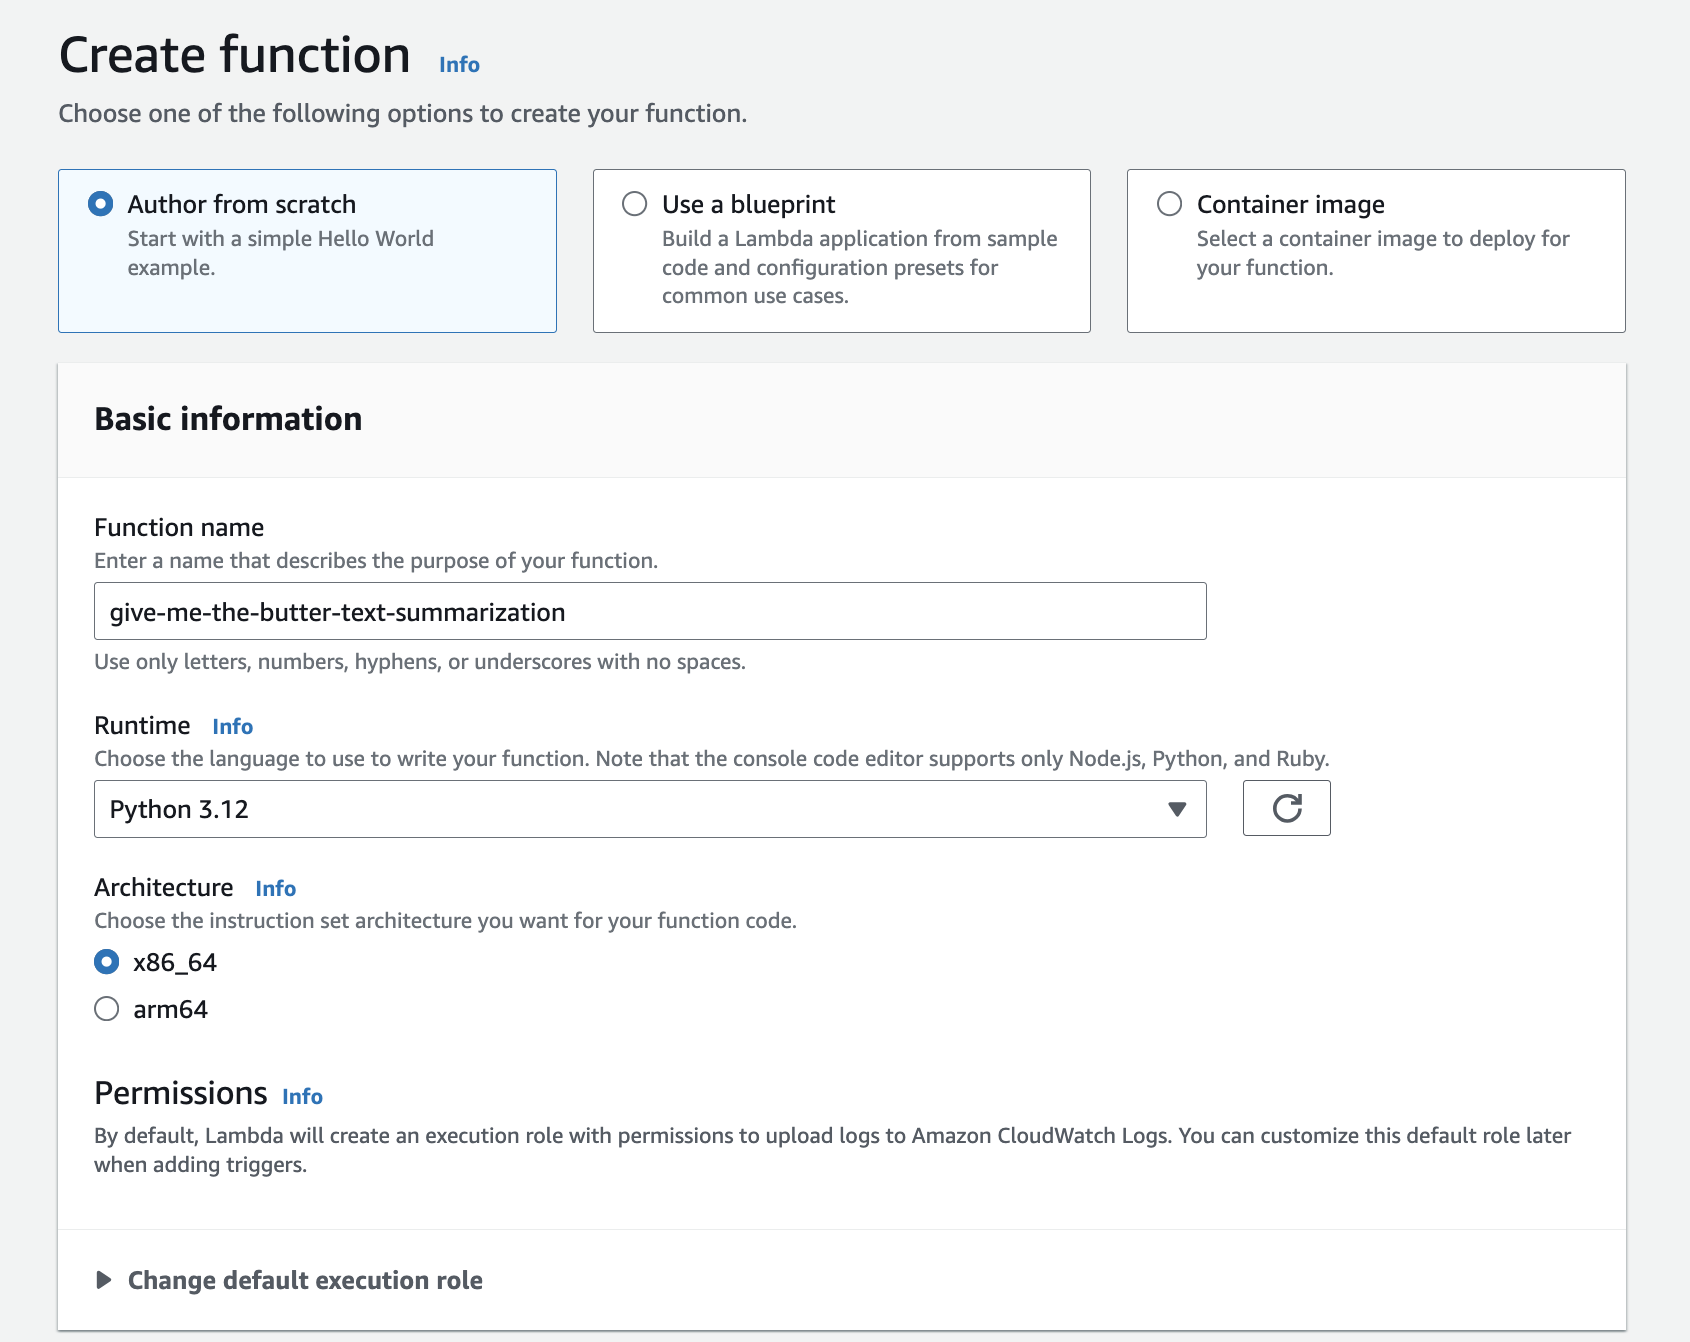 Create function Info
Choose one of the following options to create your function.
Author from scratch
Start with a simple Hello World
example.
Use a blueprint
Build a Lambda application from sample
code and configuration presets for
common use cases.
Container image
Select a container image to deploy for
your function.
Basic information
Function name
Enter a name that describes the purpose of your function.
give-me-the-butter-text-summarization
Use only letters, numbers, hyphens, or underscores with no spaces.
Runtime Info
Choose the language to use to write your function. Note that the console code editor supports only Node.js, Python, and Ruby.
Python 3.12
Architecture Info
Choose the instruction set architecture you want for your function code.
x86_64
arm64
Permissions Info
By default, Lambda will create an execution role with permissions to upload logs to Amazon CloudWatch Logs. You can customize this default role later
when adding triggers.
Change default execution role